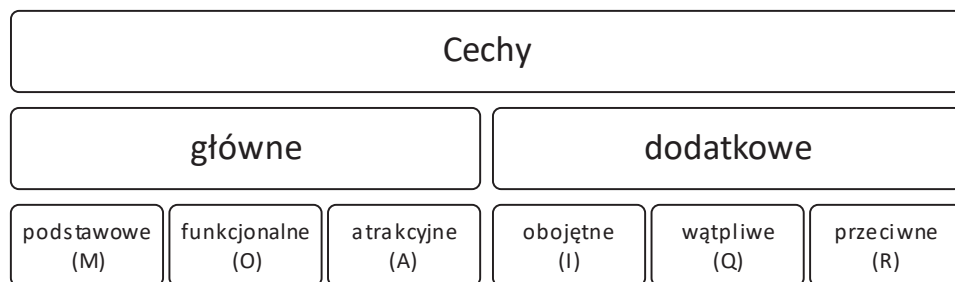 Cechy
główne dodatkowe
podstawowe funkcjonalne atrakcyjne obojętne wątpliwe przeciwne
(M) (O) (A) (I) (Q) (R)